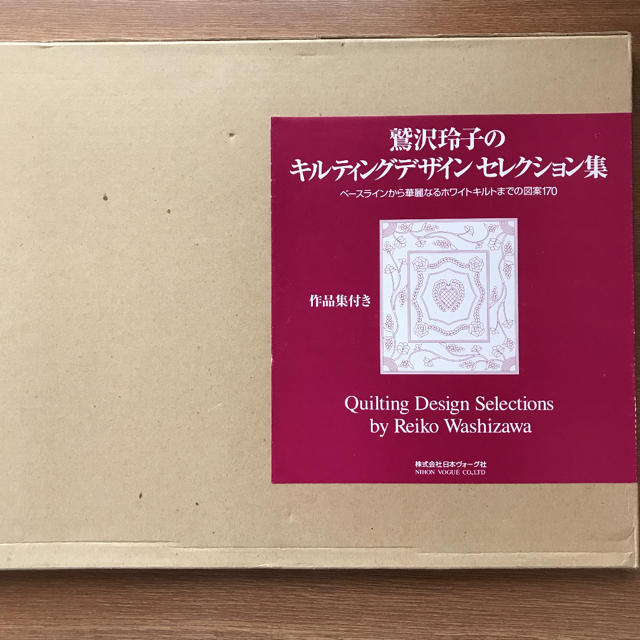 鷲沢玲子の
キルティングデザイン セレクション集
ベースラインから華麗なるホワイトキルトまでの図案170
作品集付き
Quilting Design Selections
by Reiko Washizawa
株式会社日本ヴォーグ社
NIHON VOGUE CO.,LTD